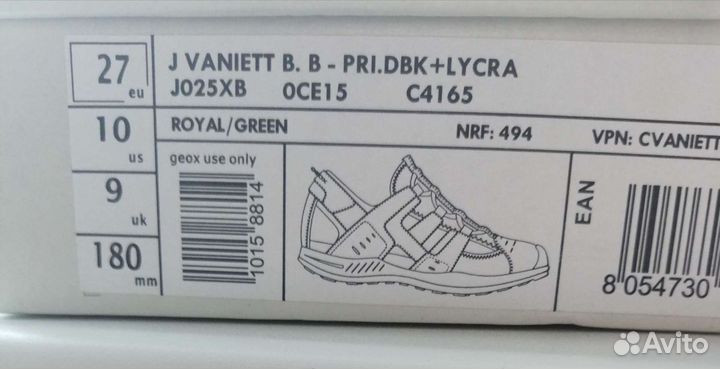 27 eu
J VANIETT B. B - PRI.DBK+LYCRA
J025XB 0CE15 C4165
10 us
ROYAL/GREEN NRF: 494 VPN: CVANIETT
geox use only
9 uk
180 mm
1015 8814
EAN
8 054730
Avito